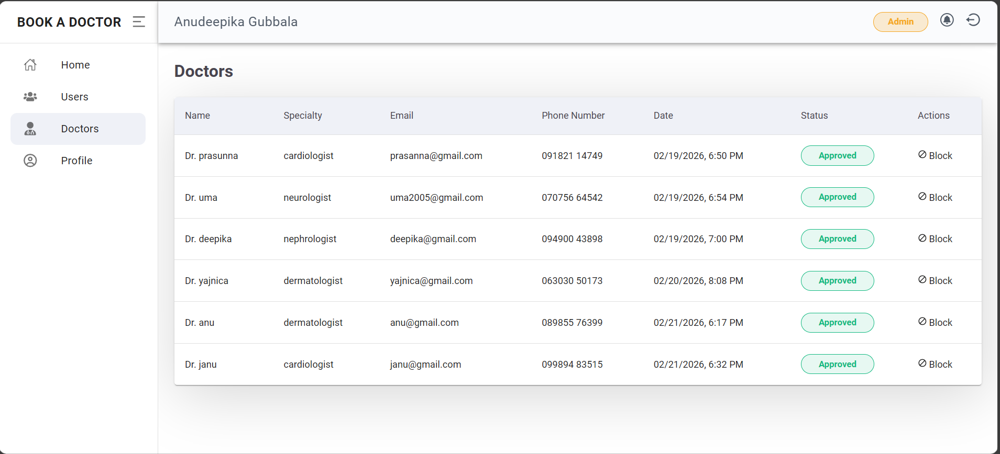 BOOK A DOCTOR
Anudeepika Gubbala
Admin
Home
Users
Doctors
Profile
Doctors
Name Specialty Email Phone Number Date Status Actions
Dr. prasunna cardiologist prasanna@gmail.com 091821 14749 02/19/2026, 6:50 PM Approved Block
Dr. uma neurologist uma2005@gmail.com 070756 64542 02/19/2026, 6:54 PM Approved Block
Dr. deepika nephrologist deepika@gmail.com 094900 43898 02/19/2026, 7:00 PM Approved Block
Dr. yajnica dermatologist yajnica@gmail.com 063030 50173 02/20/2026, 8:08 PM Approved Block
Dr. anu dermatologist anu@gmail.com 089855 76399 02/21/2026, 6:17 PM Approved Block
Dr. janu cardiologist janu@gmail.com 099894 83515 02/21/2026, 6:32 PM Approved Block